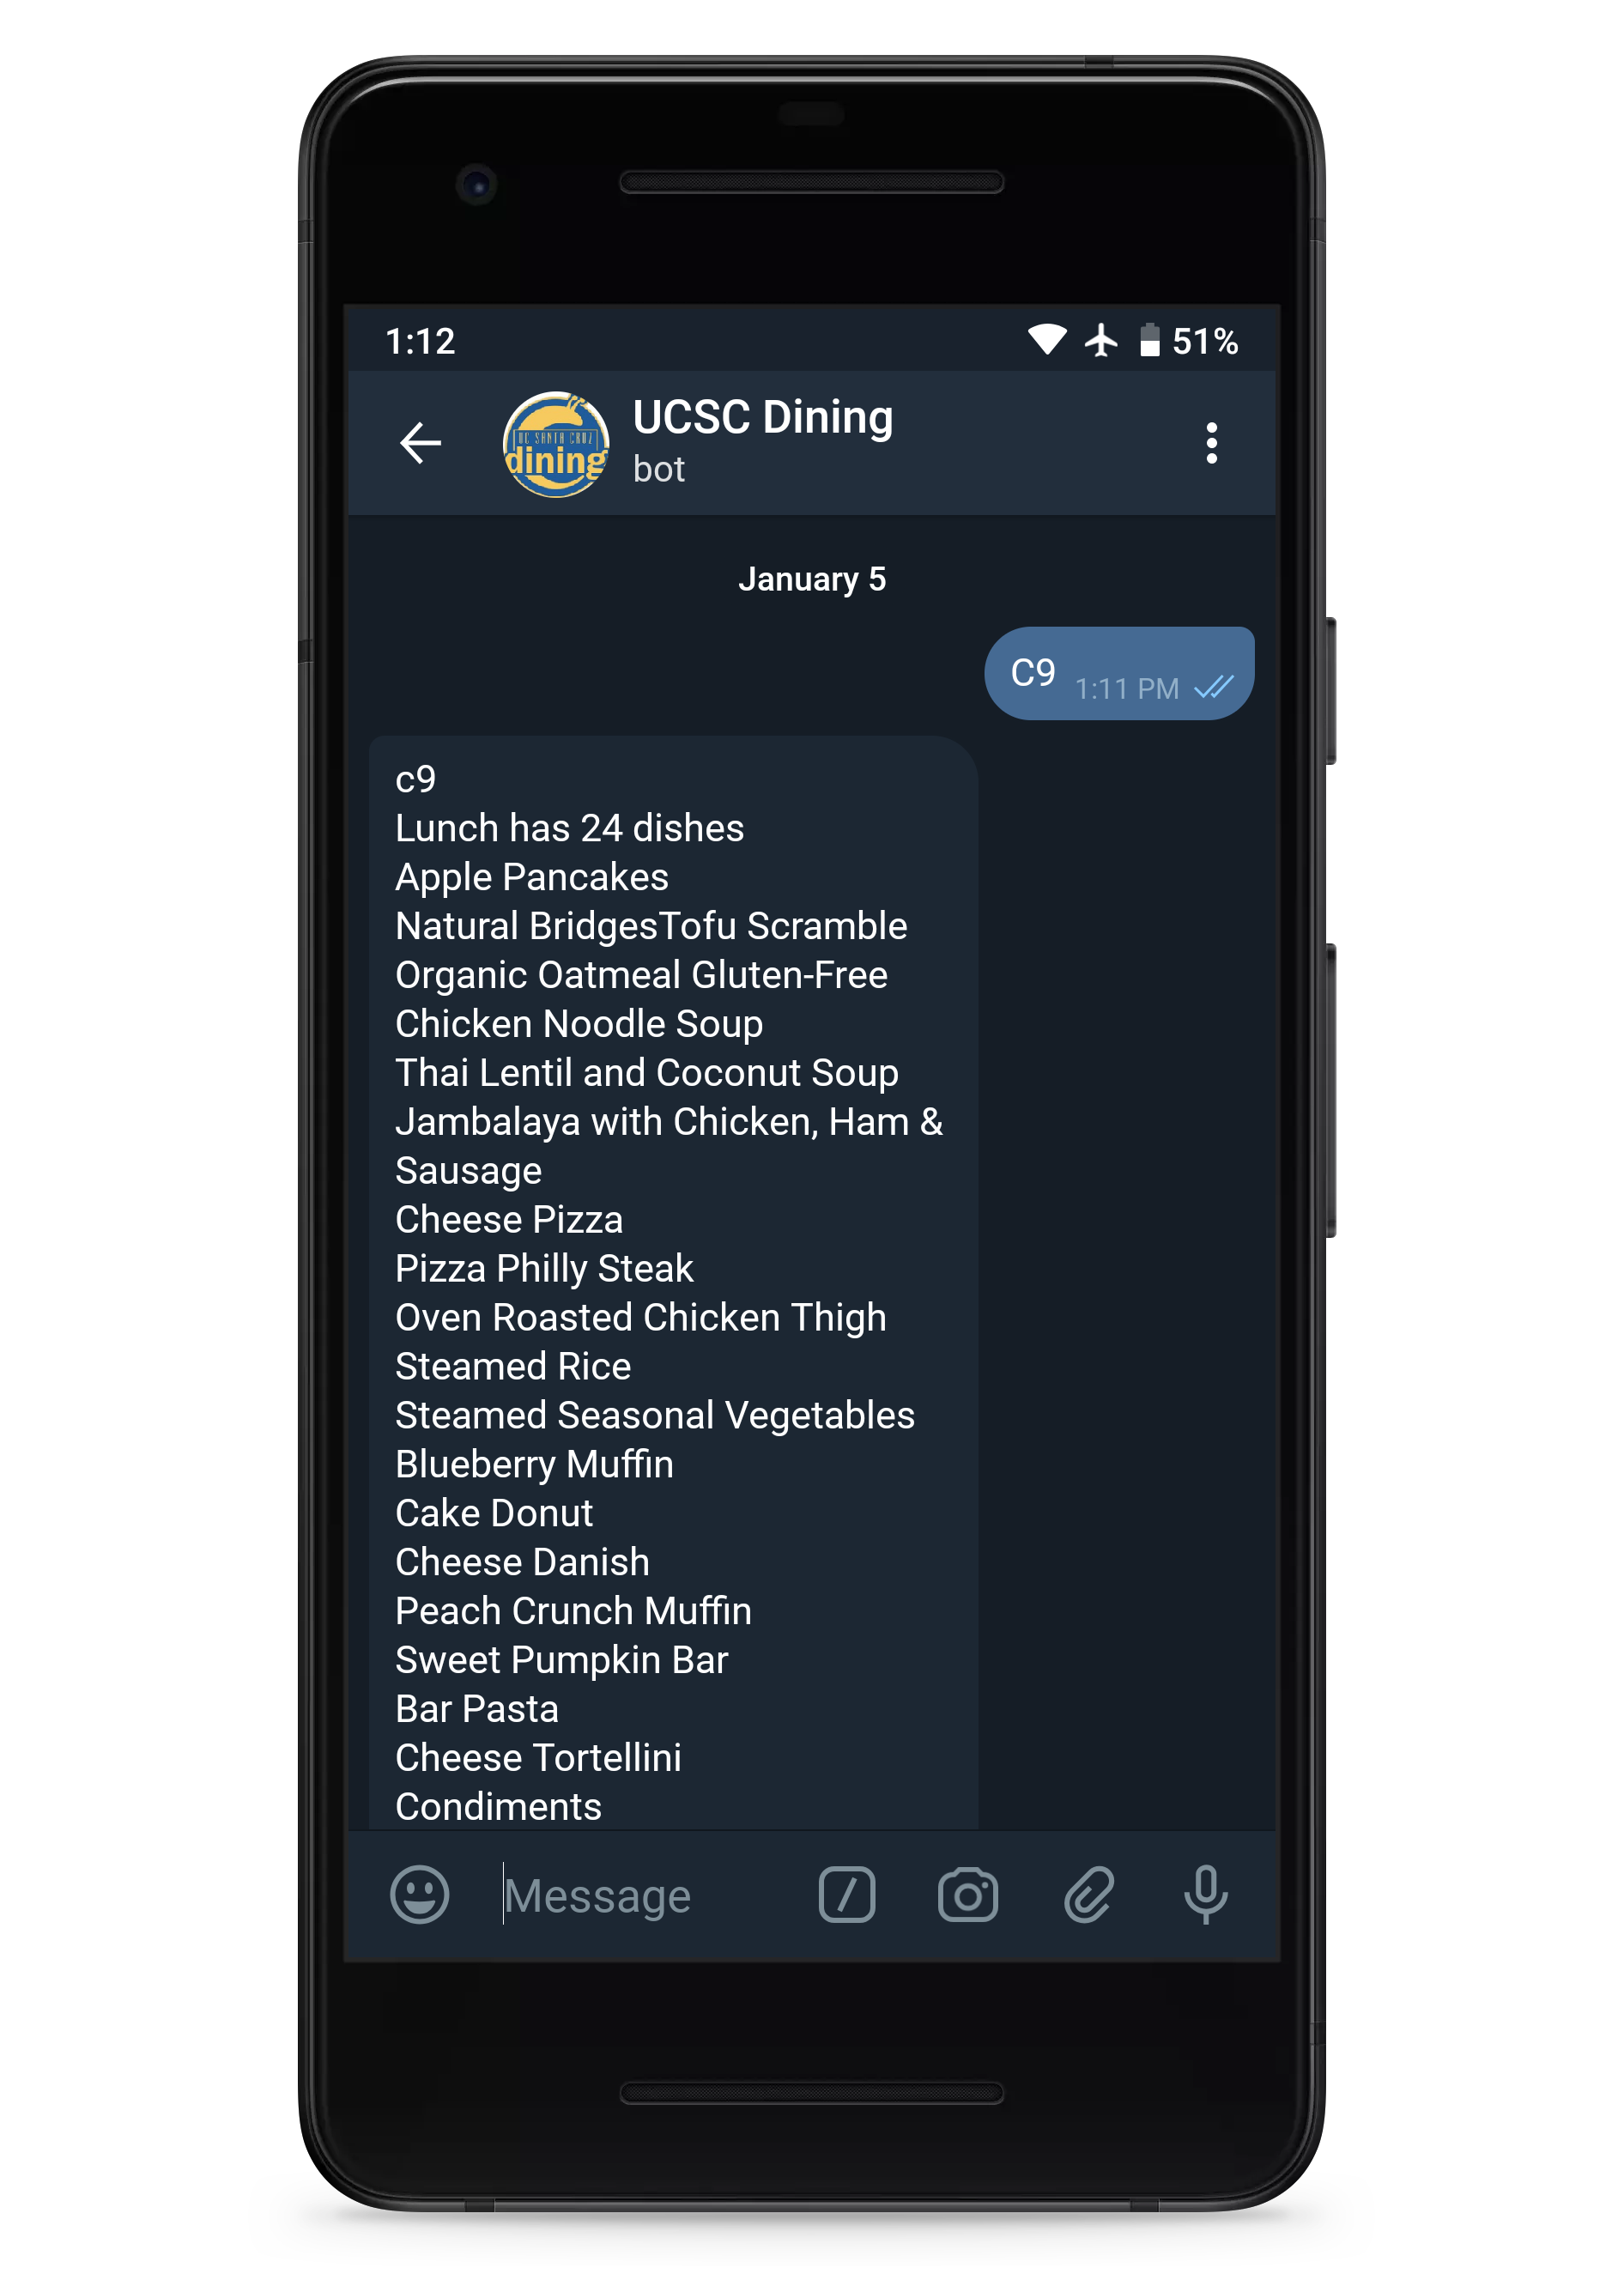 1:12 51%
UC SANTA CRUZ
dining
UCSC Dining
bot
January 5
C9 1:11 PM
c9
Lunch has 24 dishes
Apple Pancakes
Natural BridgesTofu Scramble
Organic Oatmeal Gluten-Free
Chicken Noodle Soup
Thai Lentil and Coconut Soup
Jambalaya with Chicken, Ham &
Sausage
Cheese Pizza
Pizza Philly Steak
Oven Roasted Chicken Thigh
Steamed Rice
Steamed Seasonal Vegetables
Blueberry Muffin
Cake Donut
Cheese Danish
Peach Crunch Muffin
Sweet Pumpkin Bar
Bar Pasta
Cheese Tortellini
Condiments
Message